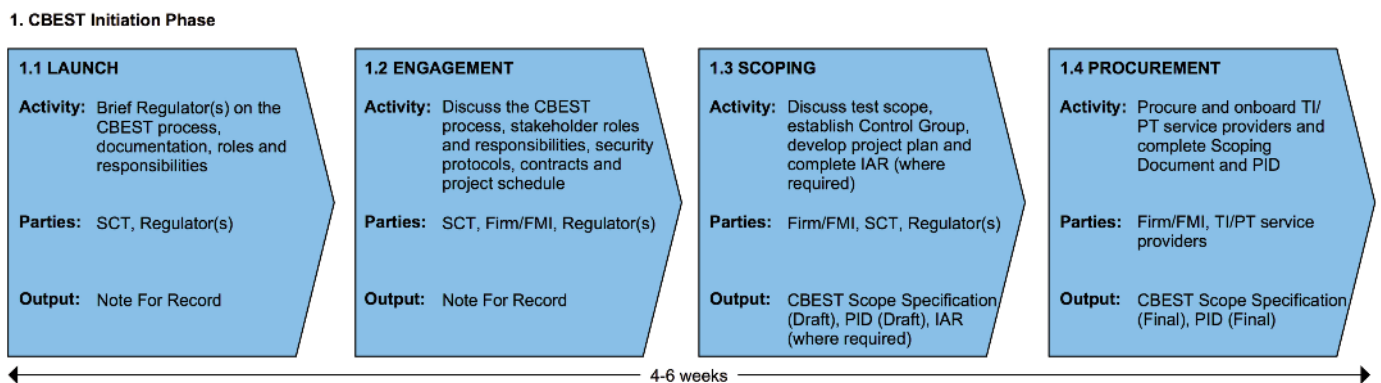 1. CBEST Initiation Phase
1.1 LAUNCH
Activity: Brief Regulator(s) on the
CBEST process,
documentation, roles and
responsibilities
Parties: SCT, Regulator(s)
Output: Note For Record
1.2 ENGAGEMENT
Activity: Discuss the CBEST
process, stakeholder roles
and responsibilities, security
protocols, contracts and
project schedule
Parties: SCT, Firm/FMI, Regulator(s)
Output: Note For Record
1.3 SCOPING
Activity: Discuss test scope,
establish Control Group,
develop project plan and
complete IAR (where
required)
Parties: Firm/FMI, SCT, Regulator(s)
Output: CBEST Scope Specification
(Draft), PID (Draft), IAR
(where required)
1.4 PROCUREMENT
Activity: Procure and onboard TI/
PT service providers and
complete Scoping
Document and PID
Parties: Firm/FMI, TI/PT service
providers
Output: CBEST Scope Specification
(Final), PID (Final)
4-6 weeks